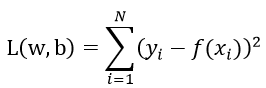 L(w,b) = ∑_{i=1}^{N} (y_i − f(x_i))²